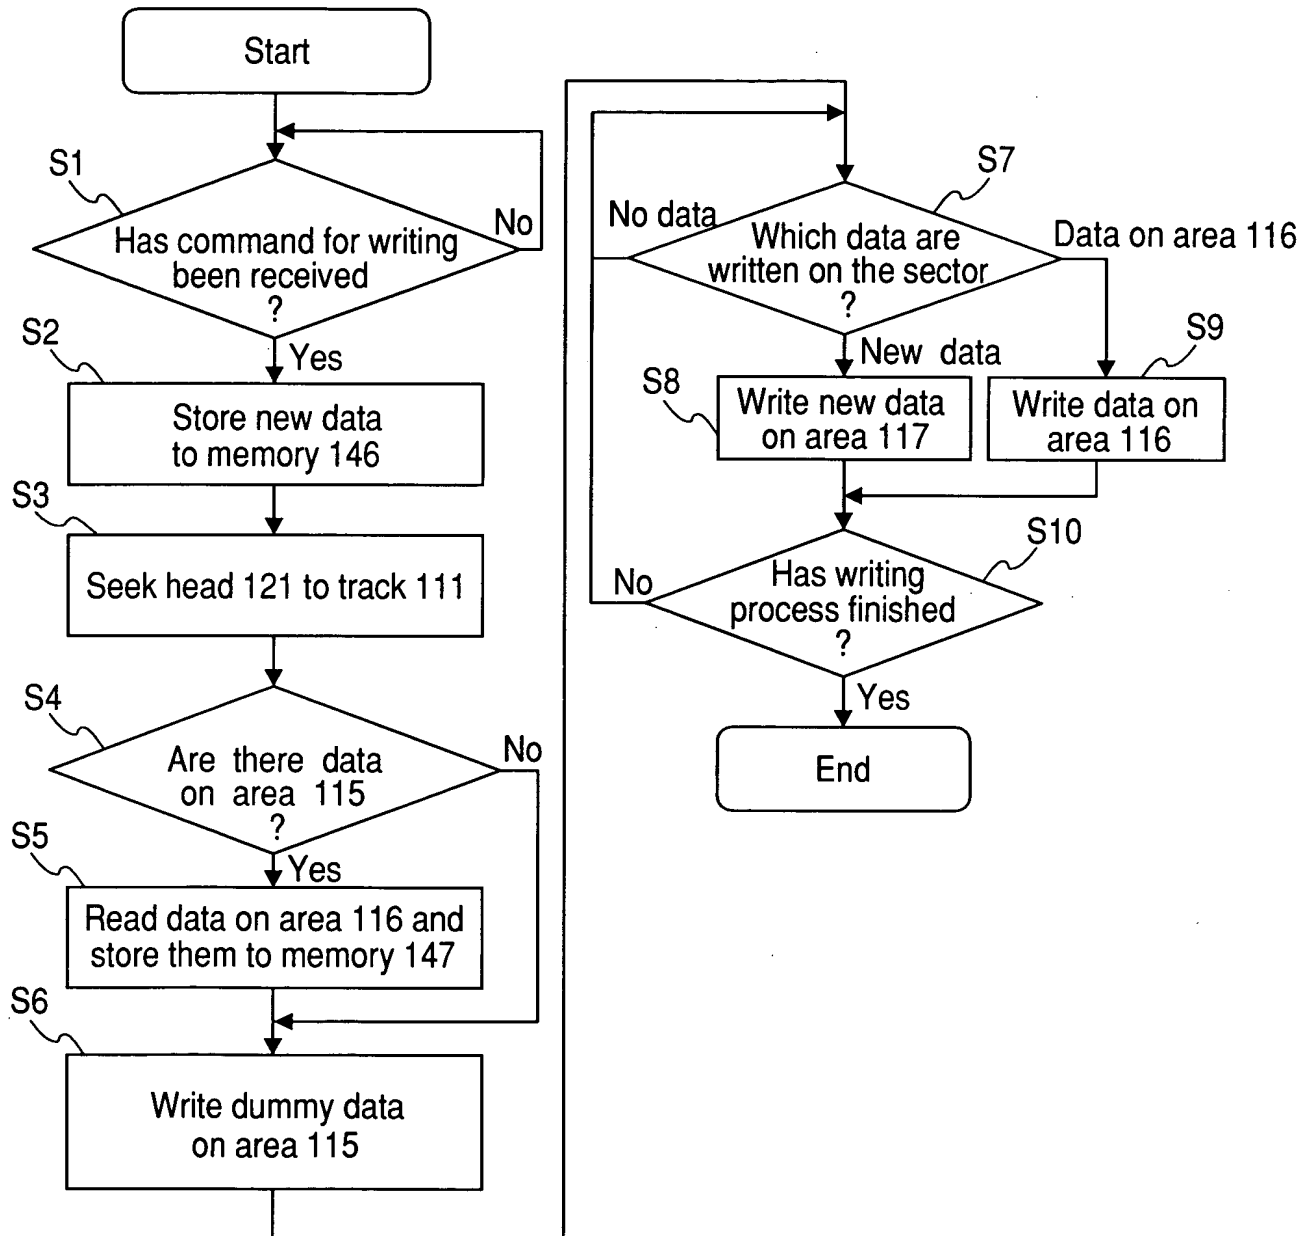 Start
S1
No
Has command for writing
been received
?
Yes
S2
Store new data
to memory 146
S3
Seek head 121 to track 111
S4
No
Are there data
on area 115
?
Yes
S5
Read data on area 116 and
store them to memory 147
S6
Write dummy data
on area 115
S7
No data
Which data are
written on the sector
?
Data on area 116
New data
S8
Write new data
on area 117
S9
Write data on
area 116
S10
No
Has writing
process finished
?
Yes
End